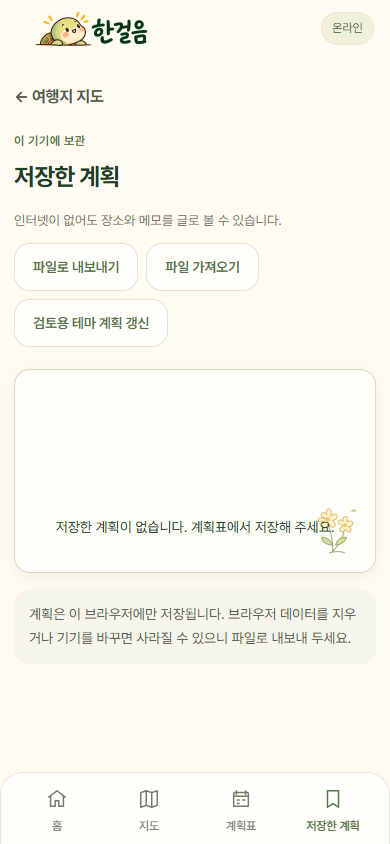 한걸음
온라인
← 여행지 지도
이 기기에 보관
저장한 계획
인터넷이 없어도 장소와 메모를 글로 볼 수 있습니다.
파일로 내보내기
파일 가져오기
검토용 테마 계획 갱신
저장한 계획이 없습니다. 계획표에서 저장해 주세요.
계획은 이 브라우저에만 저장됩니다. 브라우저 데이터를 지우
거나 기기를 바꾸면 사라질 수 있으니 파일로 내보내 두세요.
홈
지도
계획표
저장한 계획